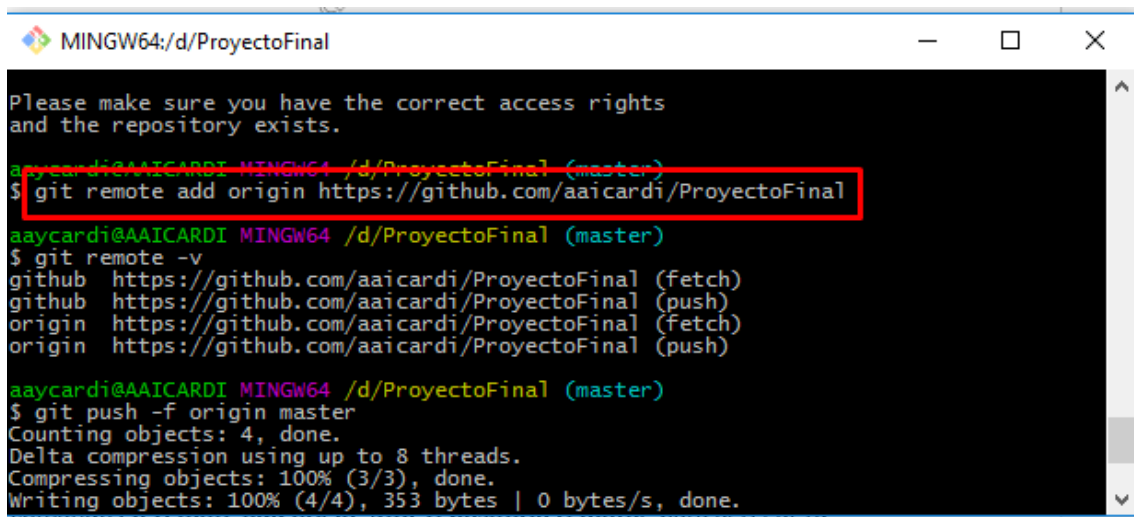 MINGW64:/d/ProyectoFinal
Please make sure you have the correct access rights
and the repository exists.
aaycardi@AAICARDI MINGW64 /d/ProyectoFinal (master)
$ git remote add origin https://github.com/aaicardi/ProyectoFinal
aaycardi@AAICARDI MINGW64 /d/ProyectoFinal (master)
$ git remote -v
github  https://github.com/aaicardi/ProyectoFinal (fetch)
github  https://github.com/aaicardi/ProyectoFinal (push)
origin  https://github.com/aaicardi/ProyectoFinal (fetch)
origin  https://github.com/aaicardi/ProyectoFinal (push)
aaycardi@AAICARDI MINGW64 /d/ProyectoFinal (master)
$ git push -f origin master
Counting objects: 4, done.
Delta compression using up to 8 threads.
Compressing objects: 100% (3/3), done.
Writing objects: 100% (4/4), 353 bytes | 0 bytes/s, done.